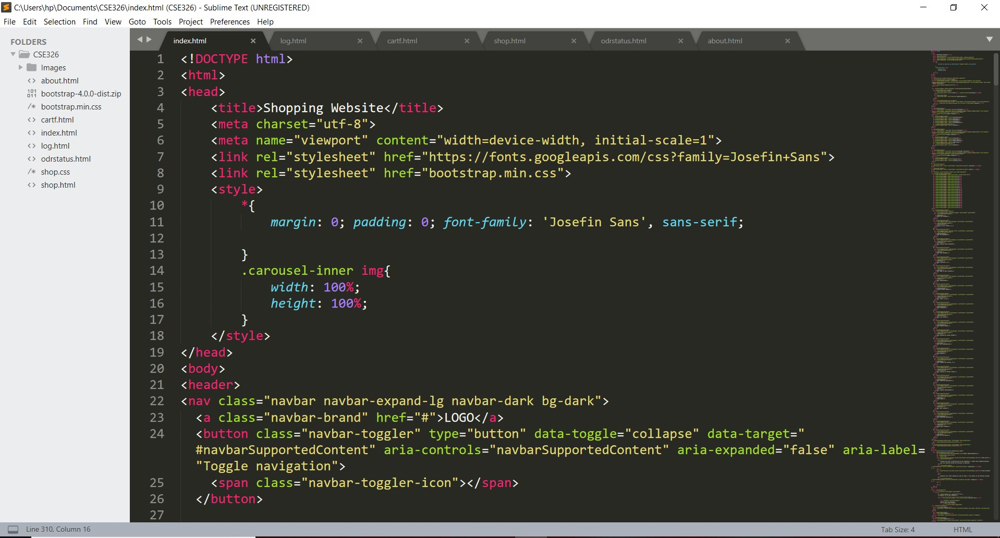 C:\Users\hp\Documents\CSE326\index.html (CSE326) - Sublime Text (UNREGISTERED)
File Edit Selection Find View Goto Tools Project Preferences Help
FOLDERS
CSE326
Images
about.html
bootstrap-4.0.0-dist.zip
bootstrap.min.css
cartf.html
index.html
log.html
odrstatus.html
shop.css
shop.html
index.html log.html cartf.html shop.html odrstatus.html about.html
1 <!DOCTYPE html>
2 <html>
3 <head>
4 <title>Shopping Website</title>
5 <meta charset="utf-8">
6 <meta name="viewport" content="width=device-width, initial-scale=1">
7 <link rel="stylesheet" href="https://fonts.googleapis.com/css?family=Josefin+Sans">
8 <link rel="stylesheet" href="bootstrap.min.css">
9 <style>
10 *{
11 margin: 0; padding: 0; font-family: 'Josefin Sans', sans-serif;
12
13 }
14 .carousel-inner img{
15 width: 100%;
16 height: 100%;
17 }
18 </style>
19 </head>
20 <body>
21 <header>
22 <nav class="navbar navbar-expand-lg navbar-dark bg-dark">
23 <a class="navbar-brand" href="#">LOGO</a>
24 <button class="navbar-toggler" type="button" data-toggle="collapse" data-target="
#navbarSupportedContent" aria-controls="navbarSupportedContent" aria-expanded="false" aria-label=
"Toggle navigation">
25 <span class="navbar-toggler-icon"></span>
26 </button>
27
Line 310, Column 16 Tab Size: 4 HTML